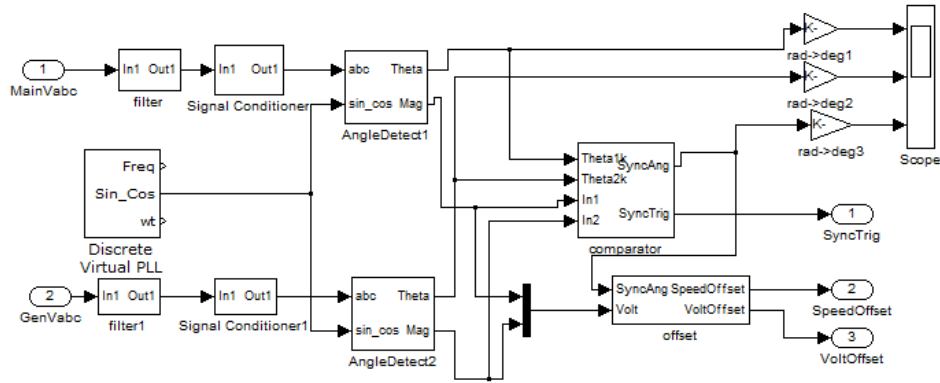 1
MainVabc
In1 Out1
filter
In1 Out1
Signal Conditioner
abc
sin_cos
Theta
Mag
AngleDetect1
K-
rad->deg1
K-
rad->deg2
K-
rad->deg3
Scope
Freq
Sin_Cos
wt
Discrete
Virtual PLL
Theta1k
Theta2k
In1
In2
SyncAng
SyncTrig
comparator
1
SyncTrig
2
GenVabc
In1 Out1
filter1
In1 Out1
Signal Conditioner1
abc
sin_cos
Theta
Mag
AngleDetect2
SyncAng SpeedOffset
Volt VoltOffset
offset
2
SpeedOffset
3
VoltOffset